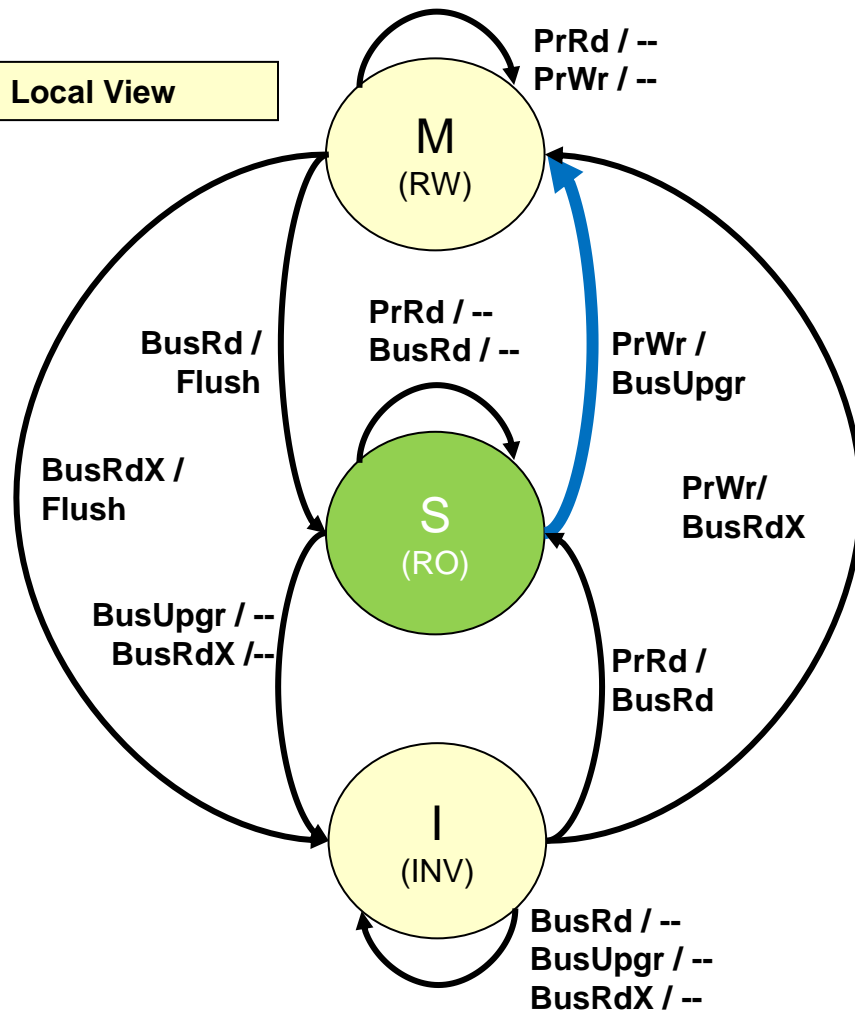 PrRd / --
PrWr / --
Local View
M
(RW)
PrRd / --
BusRd / --
BusRd /
Flush
PrWr /
BusUpgr
BusRdX /
Flush
PrWr/
BusRdX
S
(RO)
BusUpgr / --
BusRdX /--
PrRd /
BusRd
I
(INV)
BusRd / --
BusUpgr / --
BusRdX / --